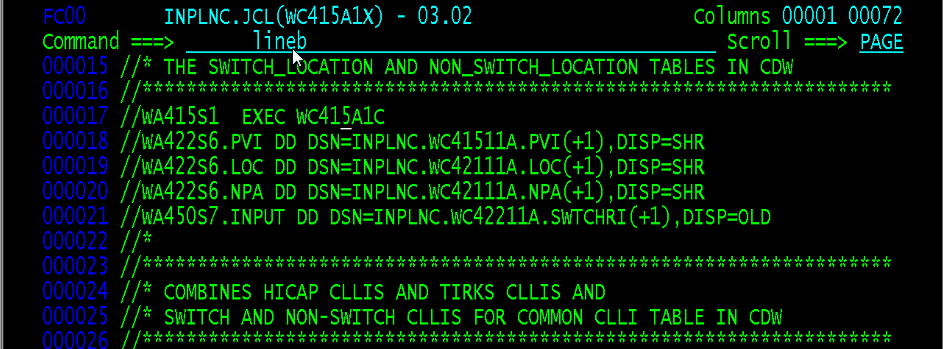 FC00 INPLNC.JCL(WC415A1X) - 03.02 Columns 00001 00072
Command ===> lineb Scroll ===> PAGE
000015 //* THE SWITCH_LOCATION AND NON_SWITCH_LOCATION TABLES IN CDW
000016 //********************************************************************
000017 //WA415S1  EXEC WC415A1C
000018 //WA422S6.PVI DD DSN=INPLNC.WC41511A.PVI(+1),DISP=SHR
000019 //WA422S6.LOC DD DSN=INPLNC.WC42111A.LOC(+1),DISP=SHR
000020 //WA422S6.NPA DD DSN=INPLNC.WC42111A.NPA(+1),DISP=SHR
000021 //WA450S7.INPUT DD DSN=INPLNC.WC42211A.SWTCHRI(+1),DISP=OLD
000022 //*
000023 //********************************************************************
000024 //* COMBINES HICAP CLLIS AND TIRKS CLLIS AND
000025 //* SWITCH AND NON-SWITCH CLLIS FOR COMMON CLLI TABLE IN CDW
000026 //********************************************************************